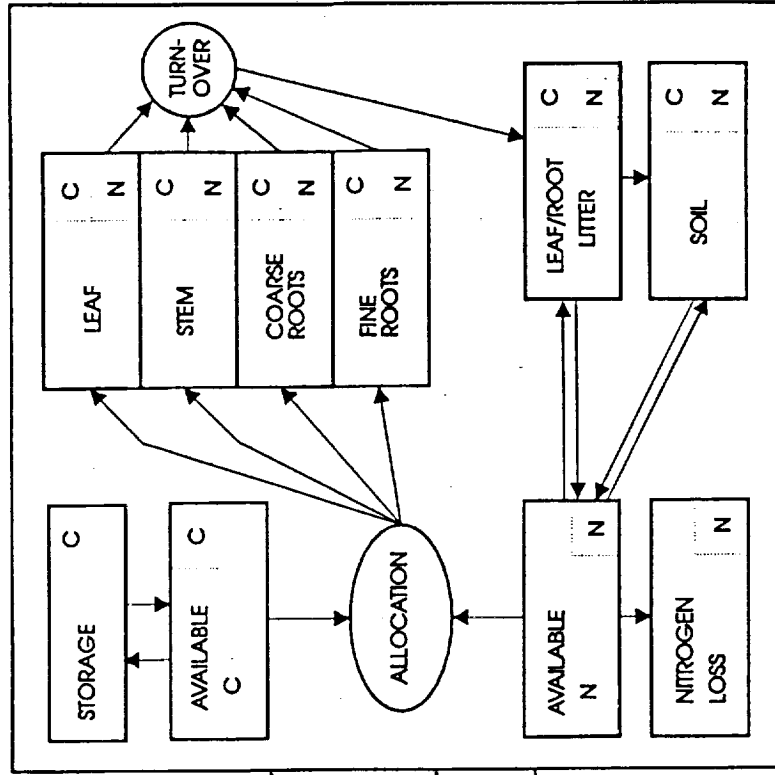 STORAGE
C
AVAILABLE
C
C
ALLOCATION
AVAILABLE
N
N
NITROGEN
LOSS
N
LEAF
C
N
STEM
C
N
COARSE
ROOTS
C
N
FINE
ROOTS
C
N
TURN-
OVER
LEAF/ROOT
LITTER
C
N
SOIL
C
N